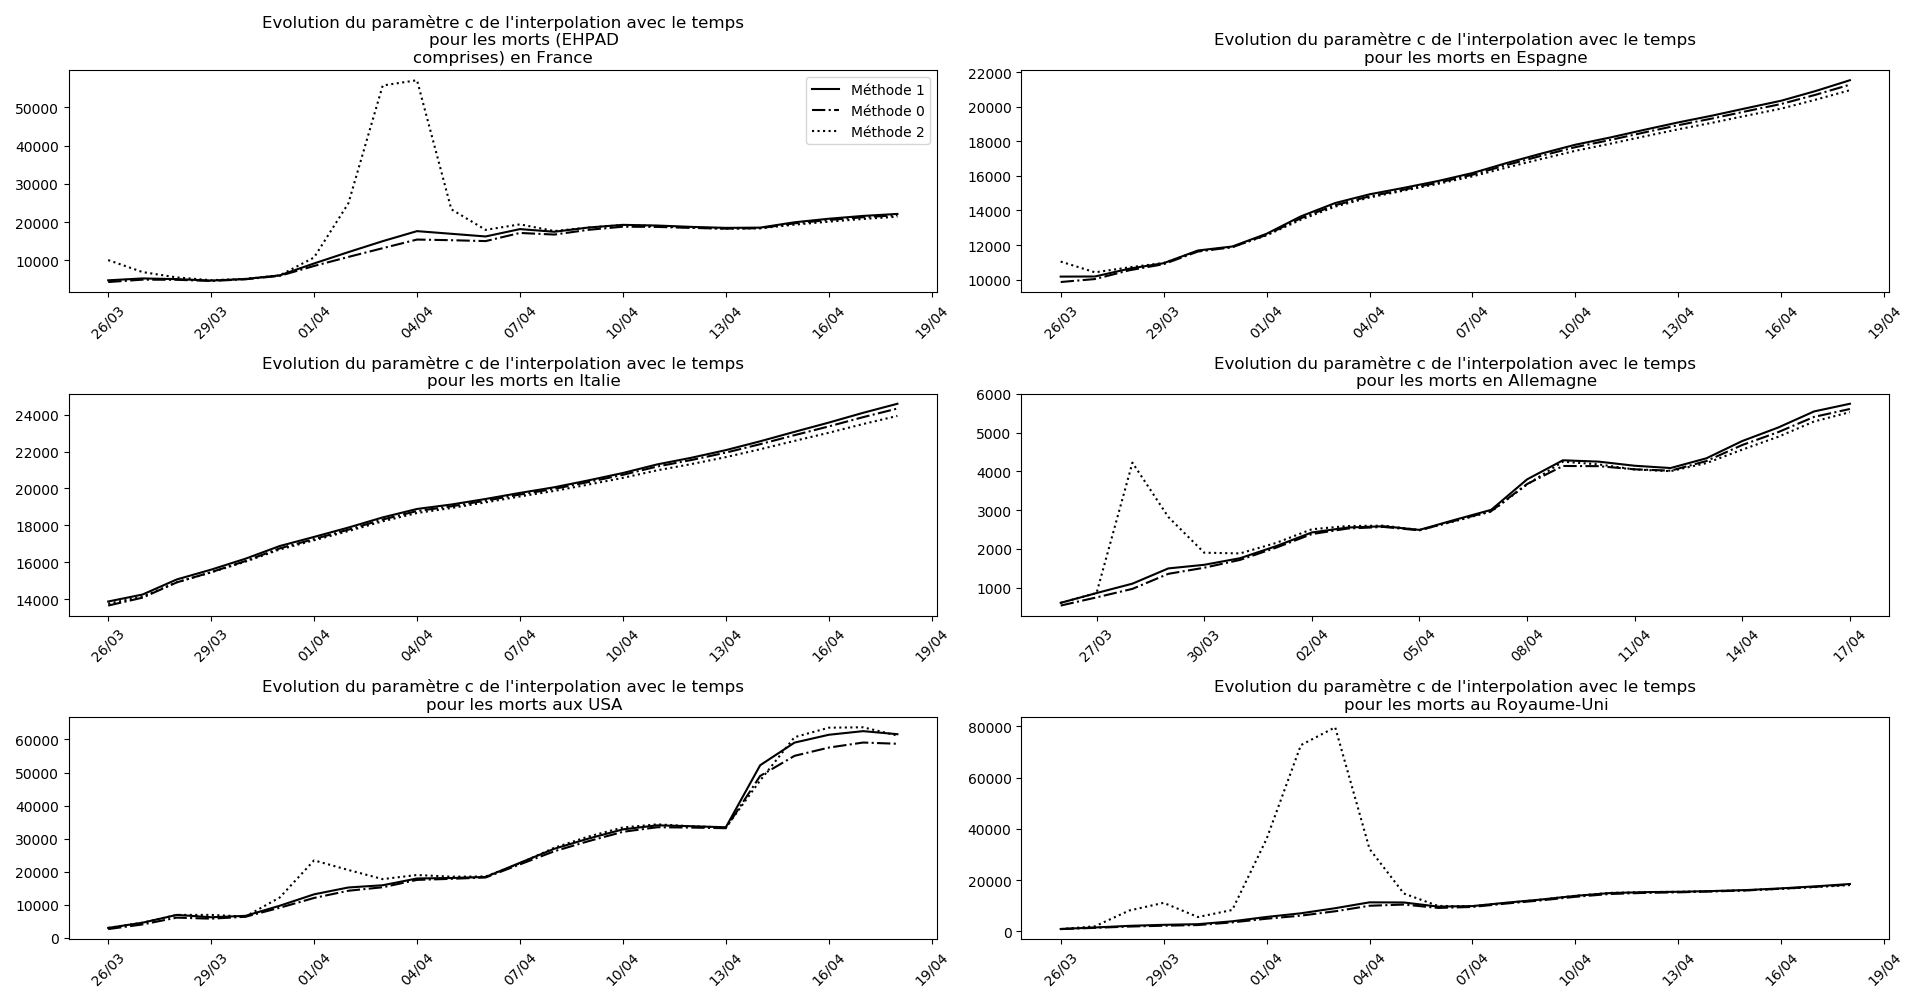 Evolution du paramètre c de l'interpolation avec le temps
pour les morts (EHPAD
comprises) en France
50000
40000
30000
20000
10000
Méthode 1
Méthode 0
Méthode 2
26/03 29/03 01/04 04/04 07/04 10/04 13/04 16/04 19/04
Evolution du paramètre c de l'interpolation avec le temps
pour les morts en Espagne
22000
20000
18000
16000
14000
12000
10000
26/03 29/03 01/04 04/04 07/04 10/04 13/04 16/04 19/04
Evolution du paramètre c de l'interpolation avec le temps
pour les morts en Italie
24000
22000
20000
18000
16000
14000
26/03 29/03 01/04 04/04 07/04 10/04 13/04 16/04 19/04
Evolution du paramètre c de l'interpolation avec le temps
pour les morts en Allemagne
6000
5000
4000
3000
2000
1000
27/03 30/03 02/04 05/04 08/04 11/04 14/04 17/04
Evolution du paramètre c de l'interpolation avec le temps
pour les morts aux USA
60000
50000
40000
30000
20000
10000
0
26/03 29/03 01/04 04/04 07/04 10/04 13/04 16/04 19/04
Evolution du paramètre c de l'interpolation avec le temps
pour les morts au Royaume-Uni
80000
60000
40000
20000
0
26/03 29/03 01/04 04/04 07/04 10/04 13/04 16/04 19/04